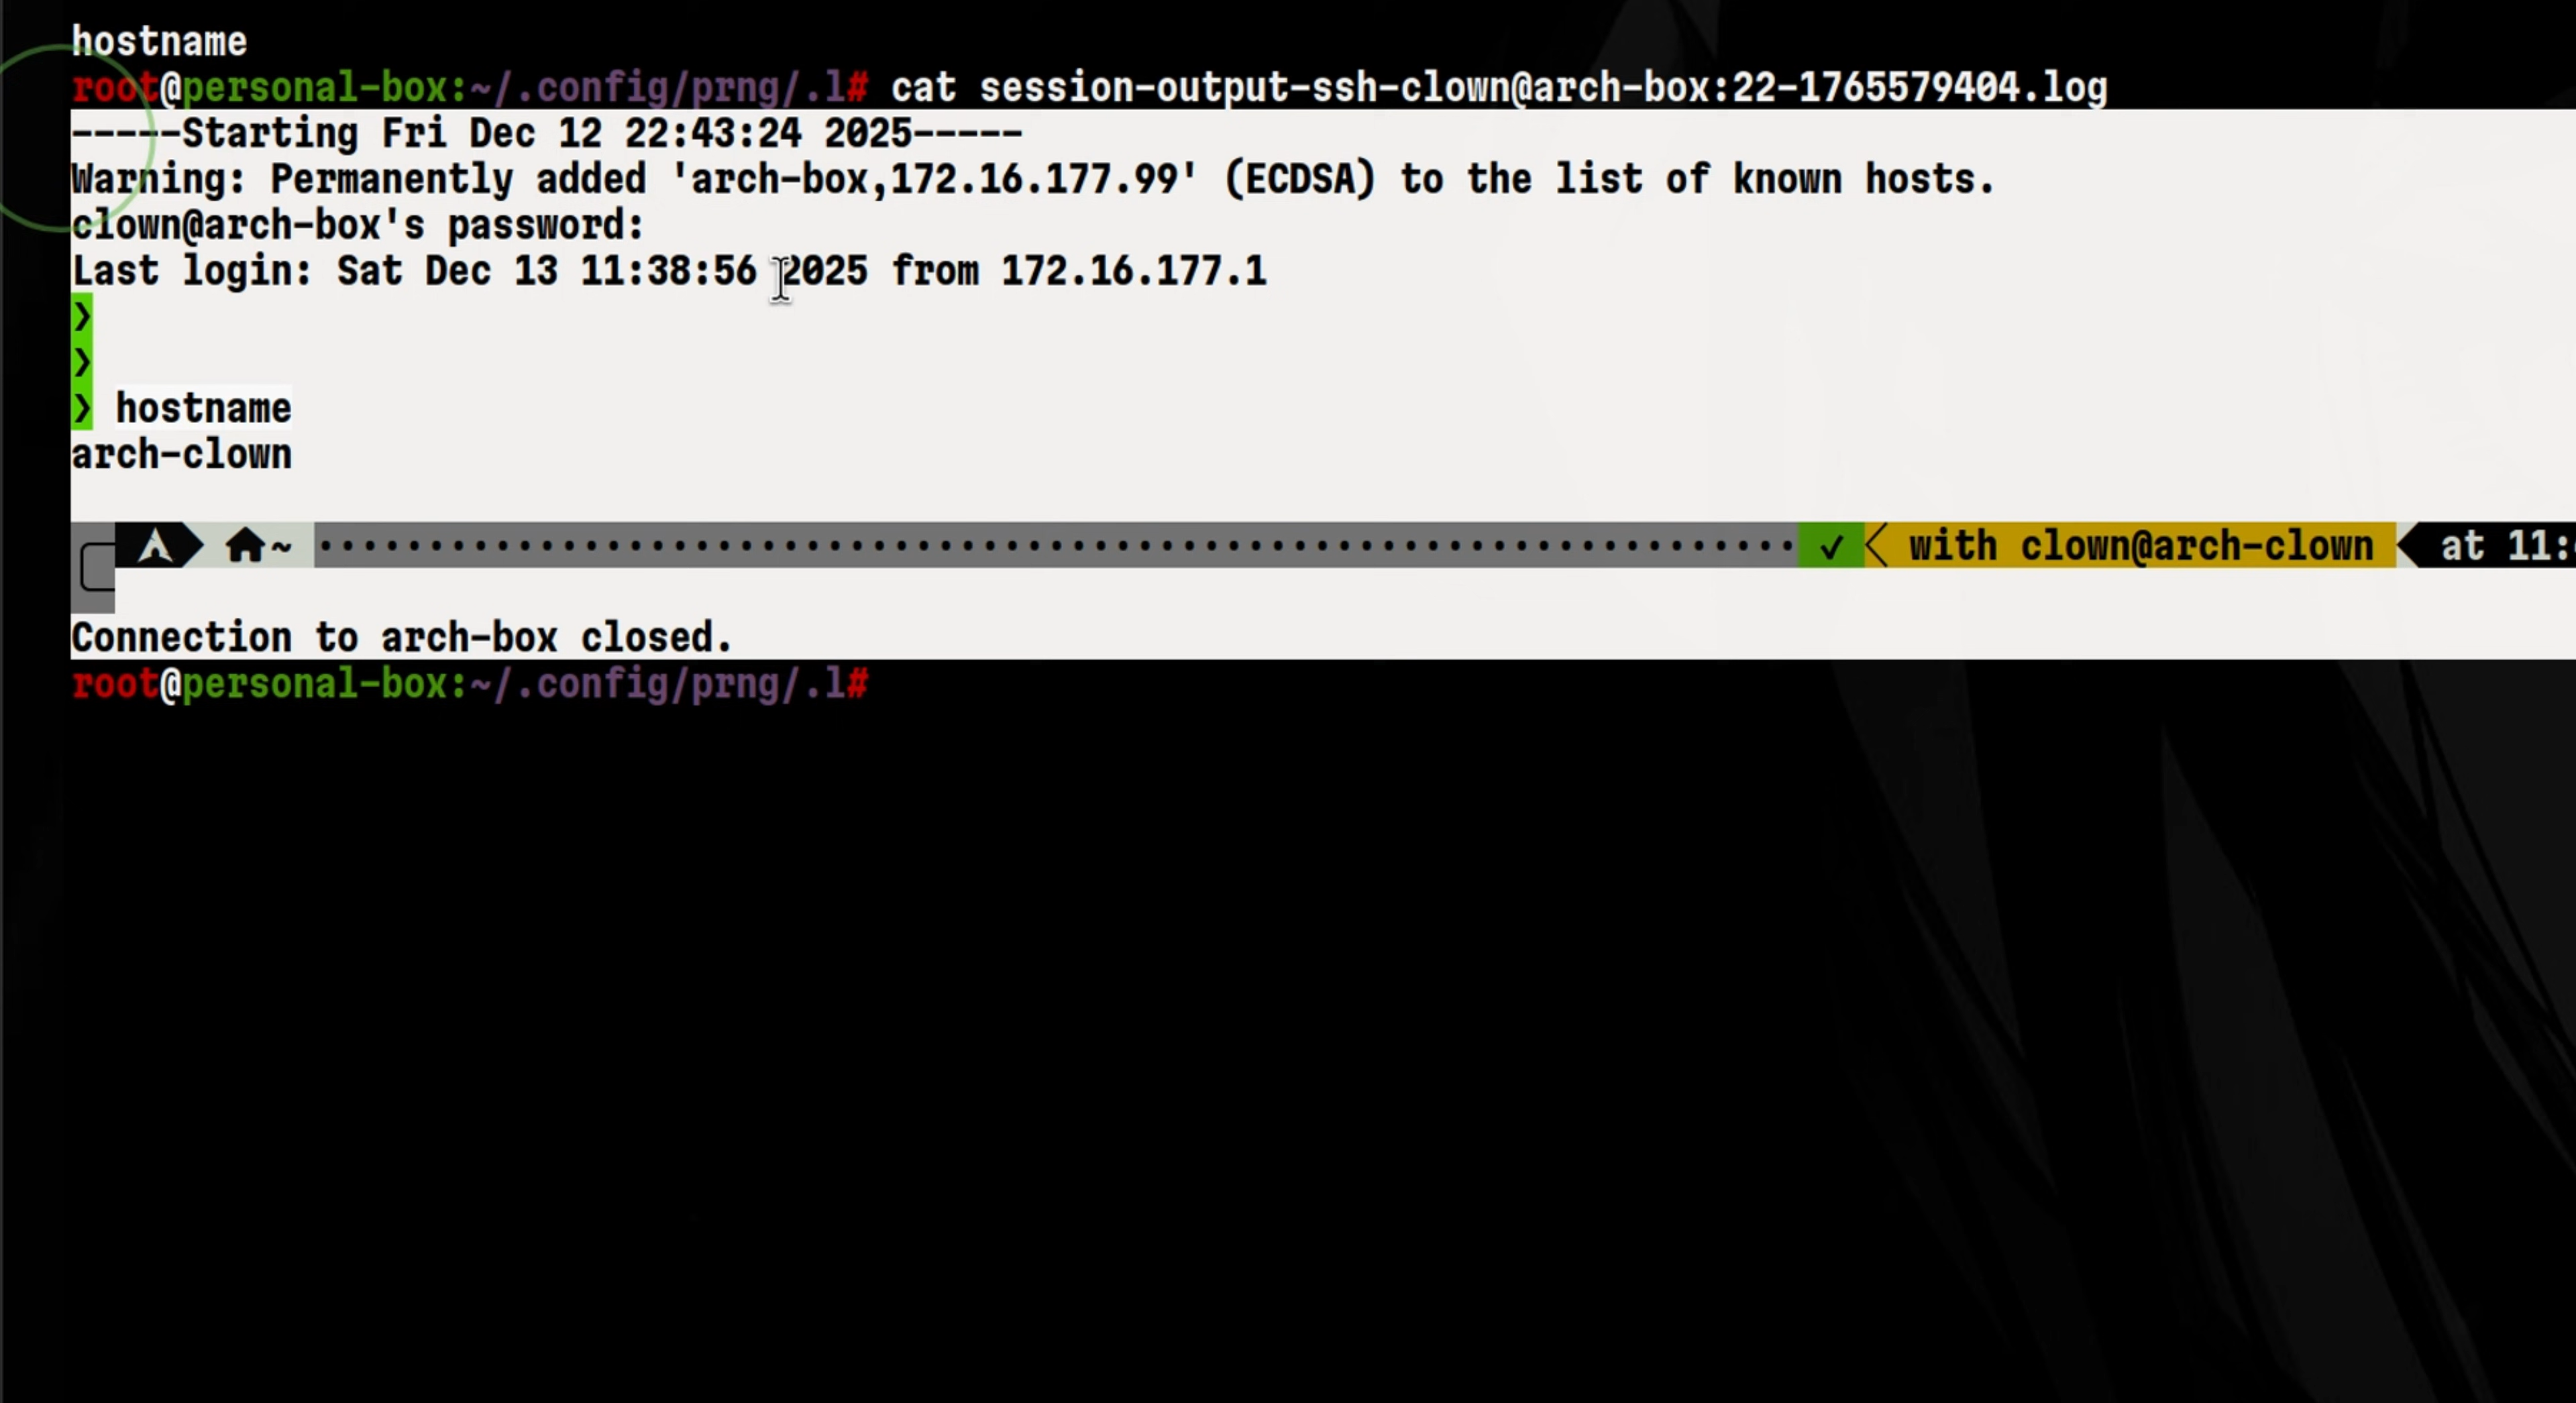 hostname
root@personal-box:~/.config/prng/.l# cat session-output-ssh-clown@arch-box:22-1765579404.log
-----Starting Fri Dec 12 22:43:24 2025-----
Warning: Permanently added 'arch-box,172.16.177.99' (ECDSA) to the list of known hosts.
clown@arch-box's password:
Last login: Sat Dec 13 11:38:56 2025 from 172.16.177.1
❯
❯
❯ hostname
arch-clown
~ ✓ with clown@arch-clown at 11:
Connection to arch-box closed.
root@personal-box:~/.config/prng/.l#